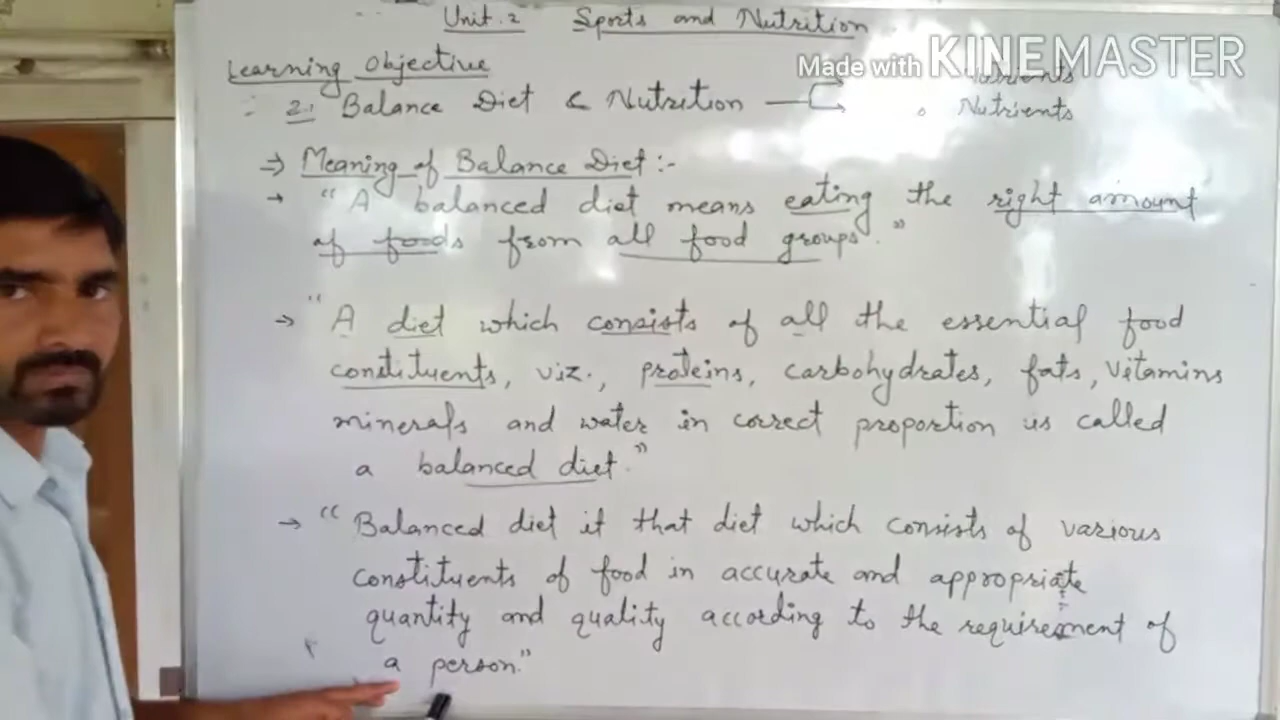 Unit. 2 Sports and Nutrition
Made with KINEMASTER
Learning Objective
2.1 Balance Diet & Nutrition
Nutrients
⇒ Meaning of Balance Diet :-
→ "A balanced diet means eating the right amount
of foods from all food groups."
→ "A diet which consists of all the essential food
constituents, viz., proteins, carbohydrates, fats, vitamins
minerals and water in correct proportion is called
a balanced diet."
→ "Balanced diet it that diet which consists of various
constituents of food in accurate and appropriate
quantity and quality according to the requirement of
a person."